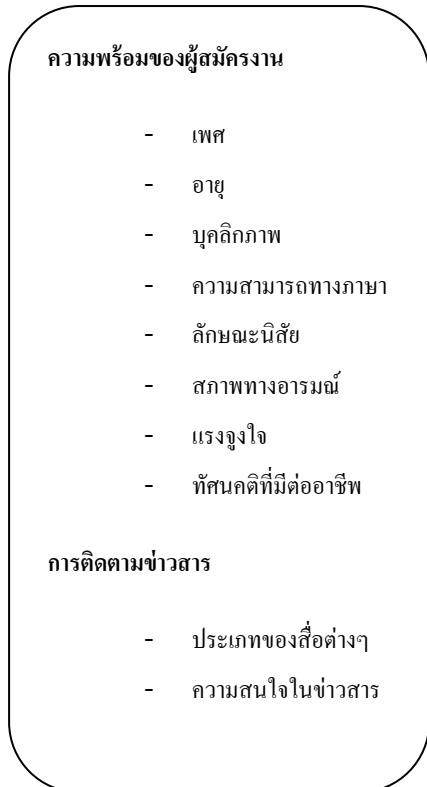 ความพร้อมของผู้สมัครงาน
- เพศ
- อายุ
- บุคลิกภาพ
- ความสามารถทางภาษา
- ลักษณะนิสัย
- สภาพทางอารมณ์
- แรงจูงใจ
- ทัศนคติที่มีต่ออาชีพ
การติดตามข่าวสาร
- ประเภทของสื่อต่างๆ
- ความสนใจในข่าวสาร